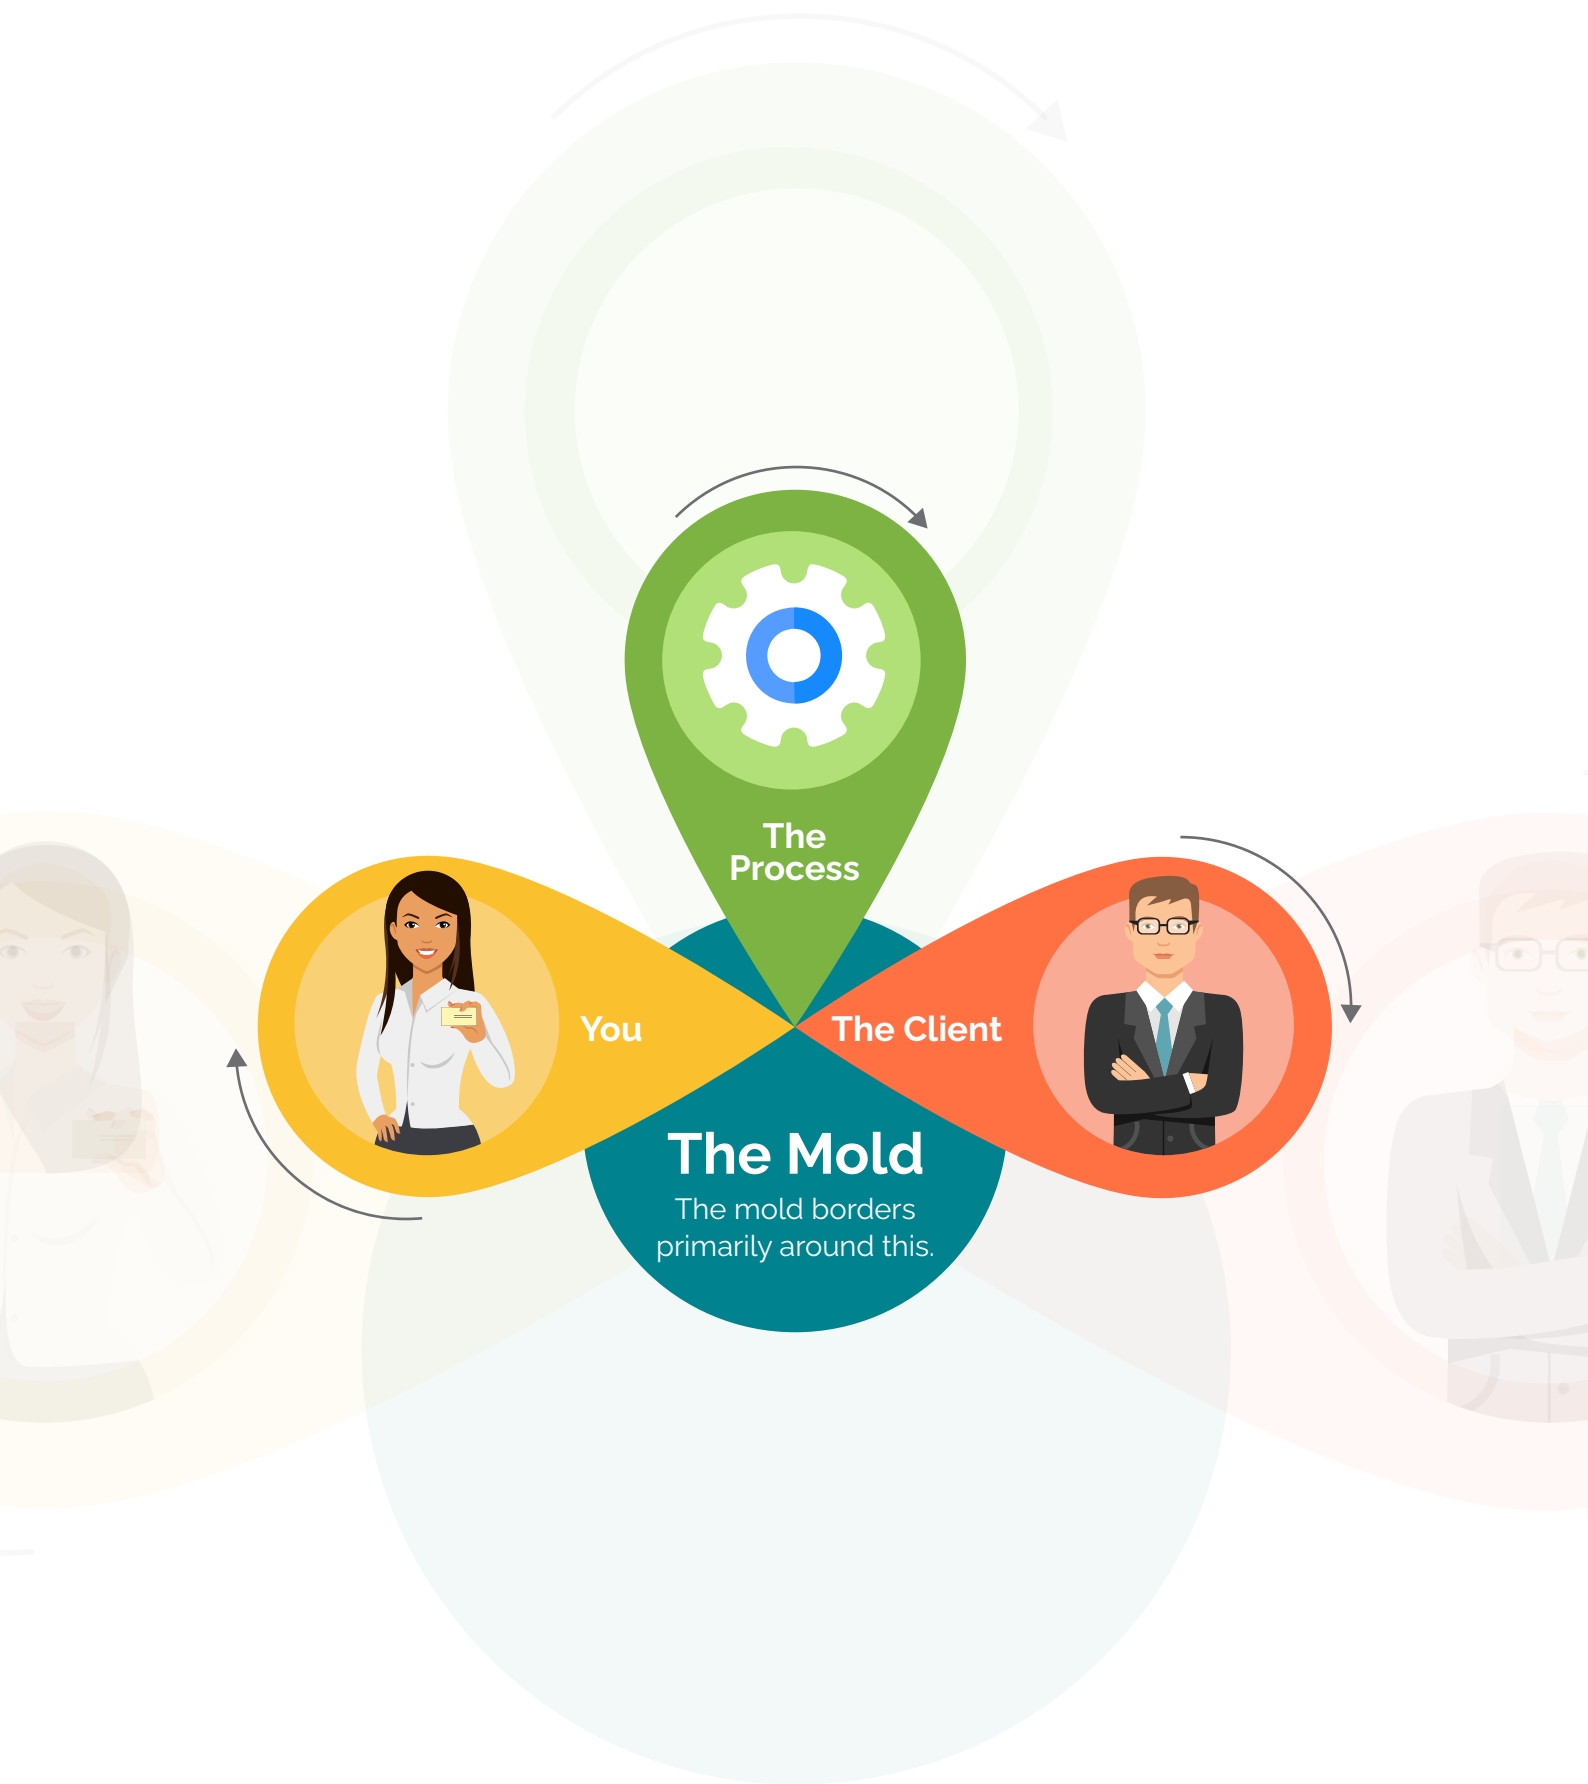 The
Process
You
The Client
The Mold
The mold borders
primarily around this.